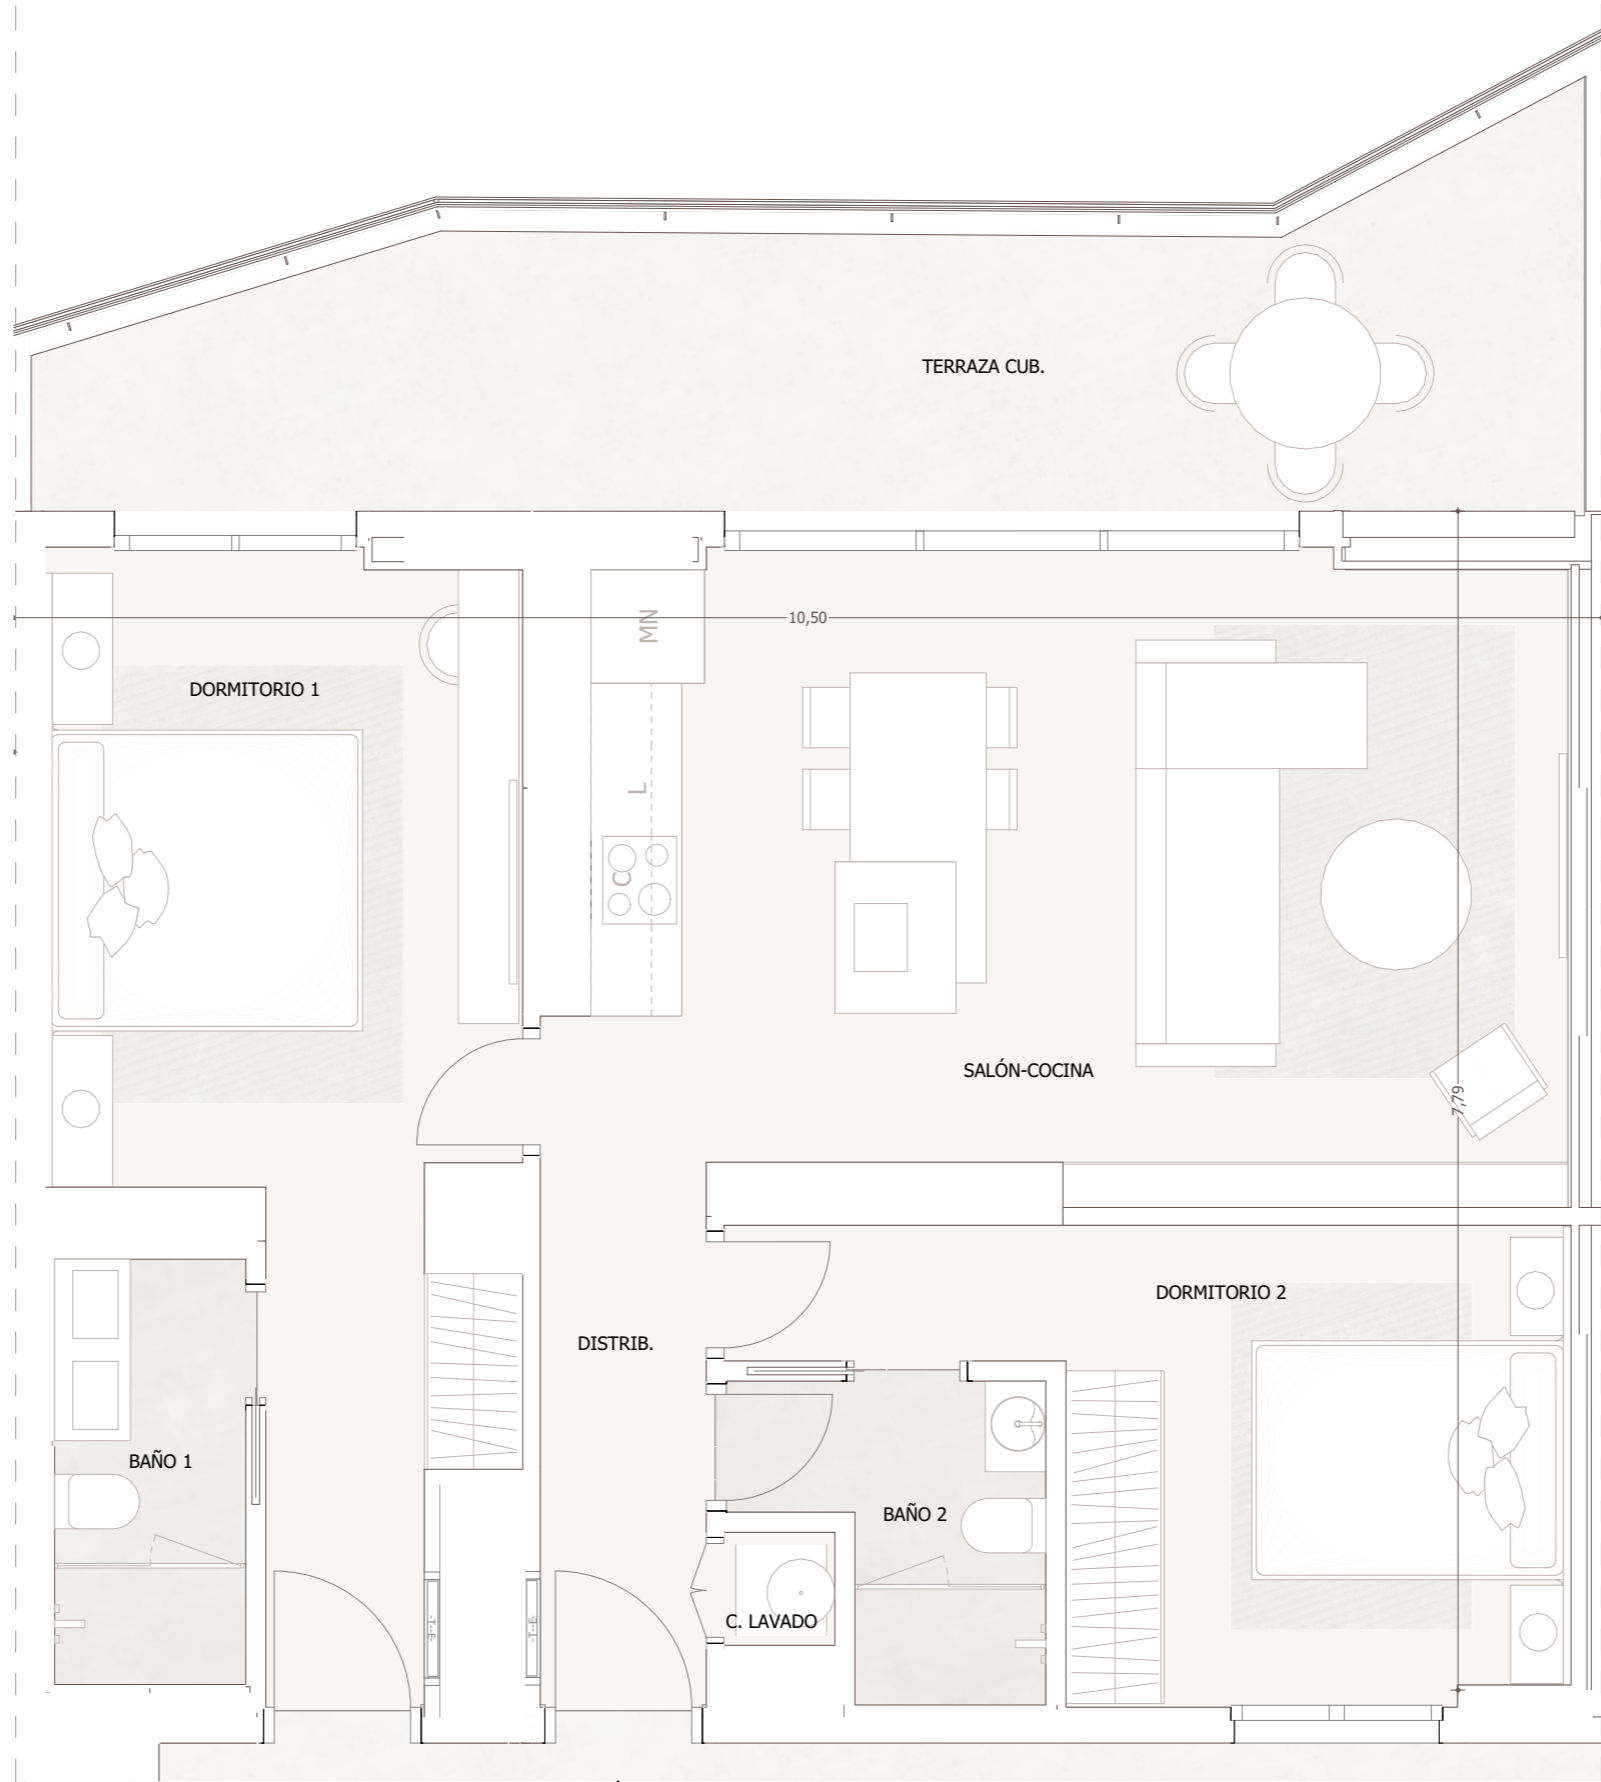 TERRAZA CUB.
10,50
MN
DORMITORIO 1
L
C
SALÓN-COCINA
7,79
DORMITORIO 2
DISTRIB.
BAÑO 1
BAÑO 2
C. LAVADO